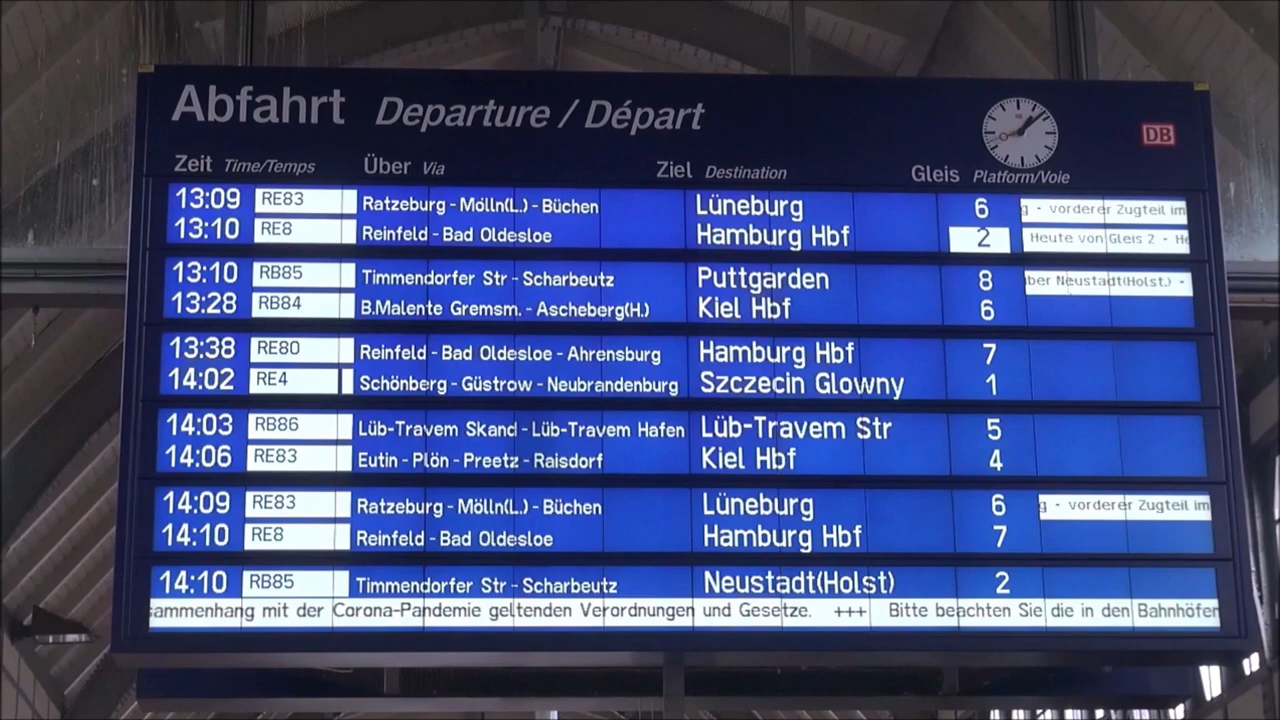 Abfahrt Departure / Départ DB
Zeit Time/Temps Über Via Ziel Destination Gleis Platform/Voie
13:09 RE83 Ratzeburg - Mölln(L.) - Büchen Lüneburg 6 g - vorderer Zugteil im
13:10 RE8 Reinfeld - Bad Oldesloe Hamburg Hbf 2 Heute von Gleis 2 - He
13:10 RB85 Timmendorfer Str - Scharbeutz Puttgarden 8 ber Neustadt(Holst.) -
13:28 RB84 B.Malente Gremsm. - Ascheberg(H.) Kiel Hbf 6
13:38 RE80 Reinfeld - Bad Oldesloe - Ahrensburg Hamburg Hbf 7
14:02 RE4 Schönberg - Güstrow - Neubrandenburg Szczecin Glowny 1
14:03 RB86 Lüb-Travem Skand - Lüb-Travem Hafen Lüb-Travem Str 5
14:06 RE83 Eutin - Plön - Preetz - Raisdorf Kiel Hbf 4
14:09 RE83 Ratzeburg - Mölln(L.) - Büchen Lüneburg 6 g - vorderer Zugteil im
14:10 RE8 Reinfeld - Bad Oldesloe Hamburg Hbf 7
14:10 RB85 Timmendorfer Str - Scharbeutz Neustadt(Holst) 2
sammenhang mit der Corona-Pandemie geltenden Verordnungen und Gesetze. +++ Bitte beachten Sie die in den Bahnhöfen